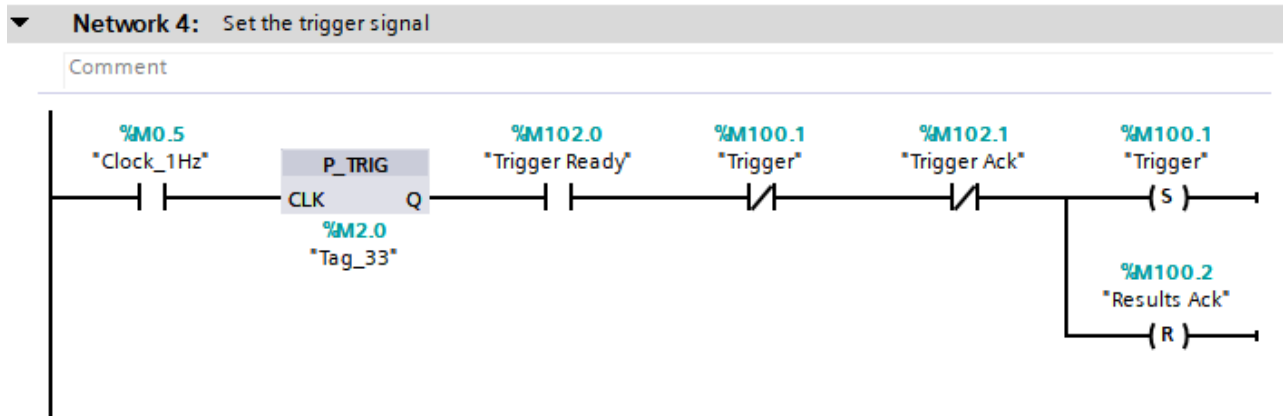 Network 4: Set the trigger signal
Comment
%M0.5
"Clock_1Hz"
P_TRIG
CLK Q
%M2.0
"Tag_33"
%M102.0
"Trigger Ready"
%M100.1
"Trigger"
%M102.1
"Trigger Ack"
%M100.1
"Trigger"
S
%M100.2
"Results Ack"
R